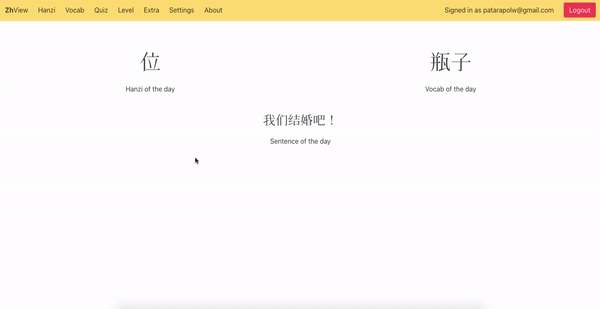 ZhView Hanzi Vocab Quiz Level Extra Settings About Signed in as patarapolw@gmail.com Logout
位 瓶子
Hanzi of the day Vocab of the day
我们结婚吧！
Sentence of the day